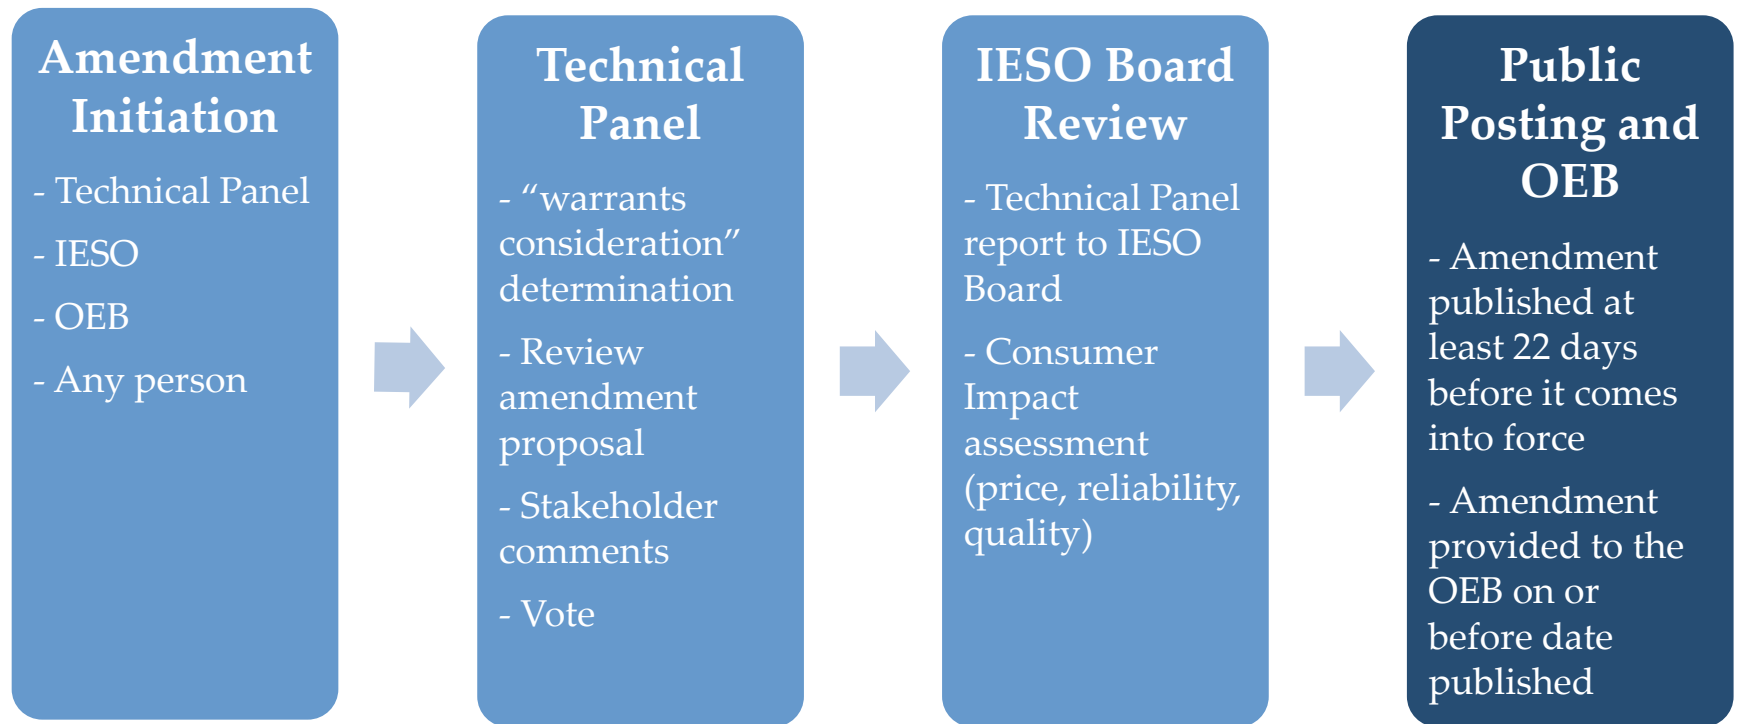 Amendment
Initiation
- Technical Panel
- IESO
- OEB
- Any person
Technical
Panel
- “warrants
consideration”
determination
- Review
amendment
proposal
- Stakeholder
comments
- Vote
IESO Board
Review
- Technical Panel
report to IESO
Board
- Consumer
Impact
assessment
(price, reliability,
quality)
Public
Posting and
OEB
- Amendment
published at
least 22 days
before it comes
into force
- Amendment
provided to the
OEB on or
before date
published